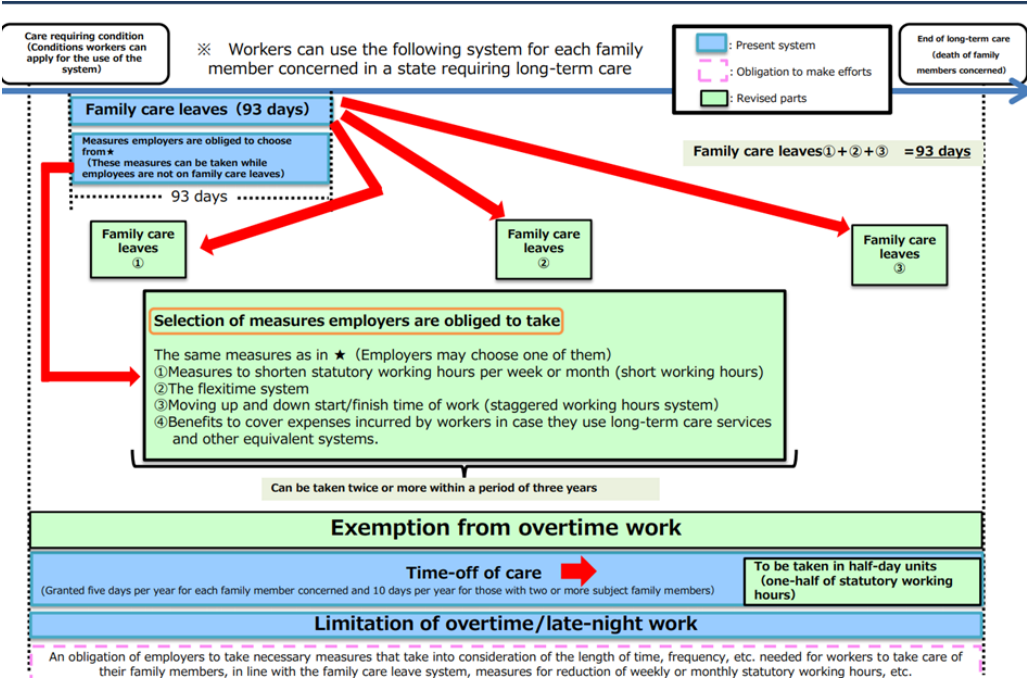 Care requiring condition
(Conditions workers can
apply for the use of the
system)
※ Workers can use the following system for each family
member concerned in a state requiring long-term care
: Present system
: Obligation to make efforts
: Revised parts
End of long-term care
(death of family
members concerned)
Family care leaves（93 days）
Measures employers are obliged to choose
from★
（These measures can be taken while
employees are not on family care leaves）
93 days
Family care leaves①+②+③ =93 days
Family care
leaves
①
Family care
leaves
②
Family care
leaves
③
Selection of measures employers are obliged to take
The same measures as in ★（Employers may choose one of them）
①Measures to shorten statutory working hours per week or month (short working hours)
②The flexitime system
③Moving up and down start/finish time of work (staggered working hours system）
④Benefits to cover expenses incurred by workers in case they use long-term care services
and other equivalent systems.
Can be taken twice or more within a period of three years
Exemption from overtime work
Time-off of care
(Granted five days per year for each family member concerned and 10 days per year for those with two or more subject family members）
To be taken in half-day units
（one-half of statutory working
hours）
Limitation of overtime/late-night work
An obligation of employers to take necessary measures that take into consideration of the length of time, frequency, etc. needed for workers to take care of
their family members, in line with the family care leave system, measures for reduction of weekly or monthly statutory working hours, etc.